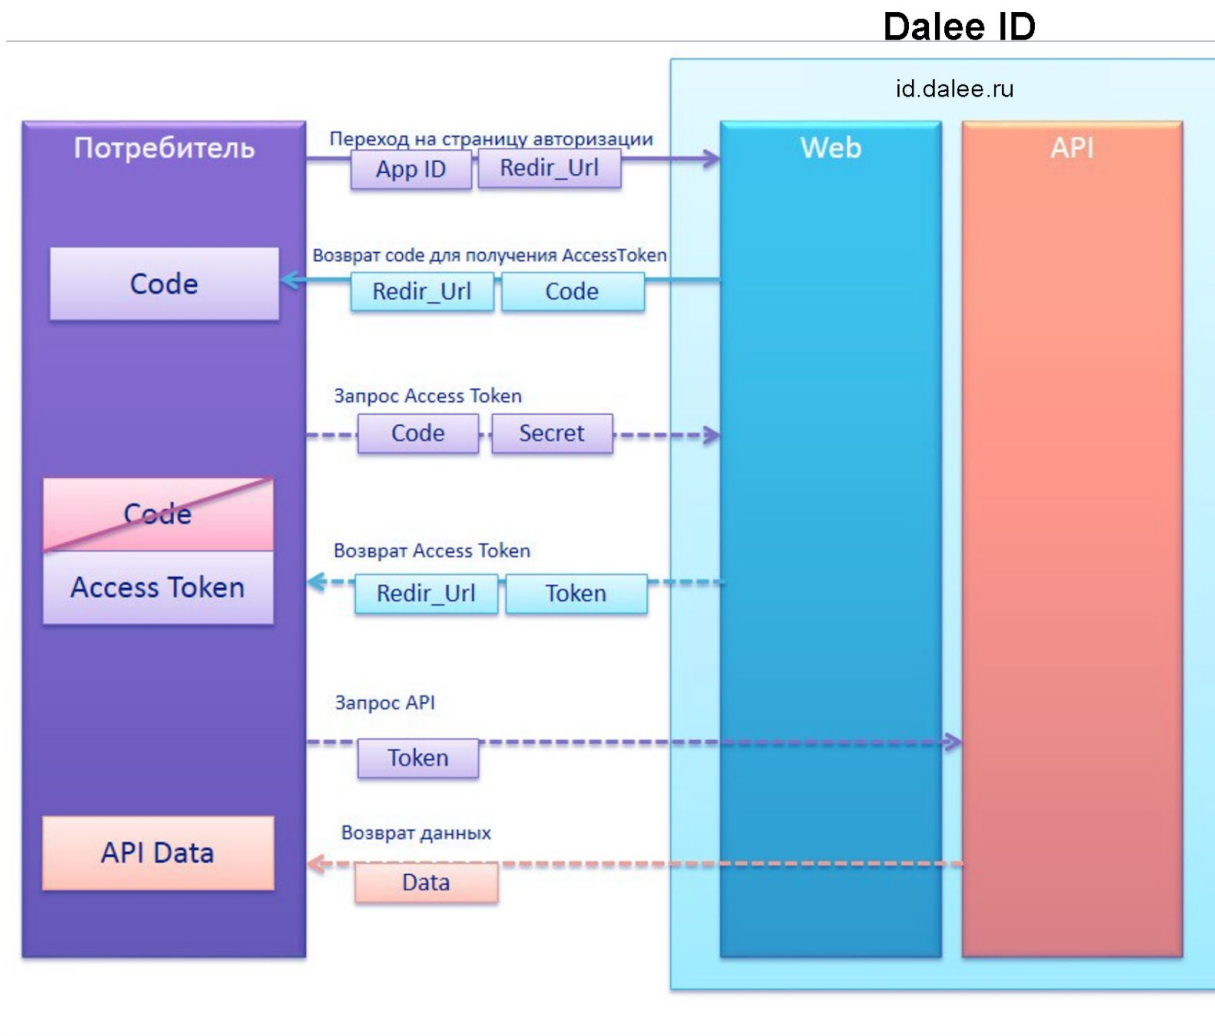 Dalee ID
id.dalee.ru
Потребитель
Web
API
Переход на страницу авторизации
App ID
Redir_Url
Возврат code для получения AccessToken
Code
Redir_Url
Code
Запрос Access Token
Code
Secret
Code
Access Token
Возврат Access Token
Redir_Url
Token
Запрос API
Token
API Data
Возврат данных
Data